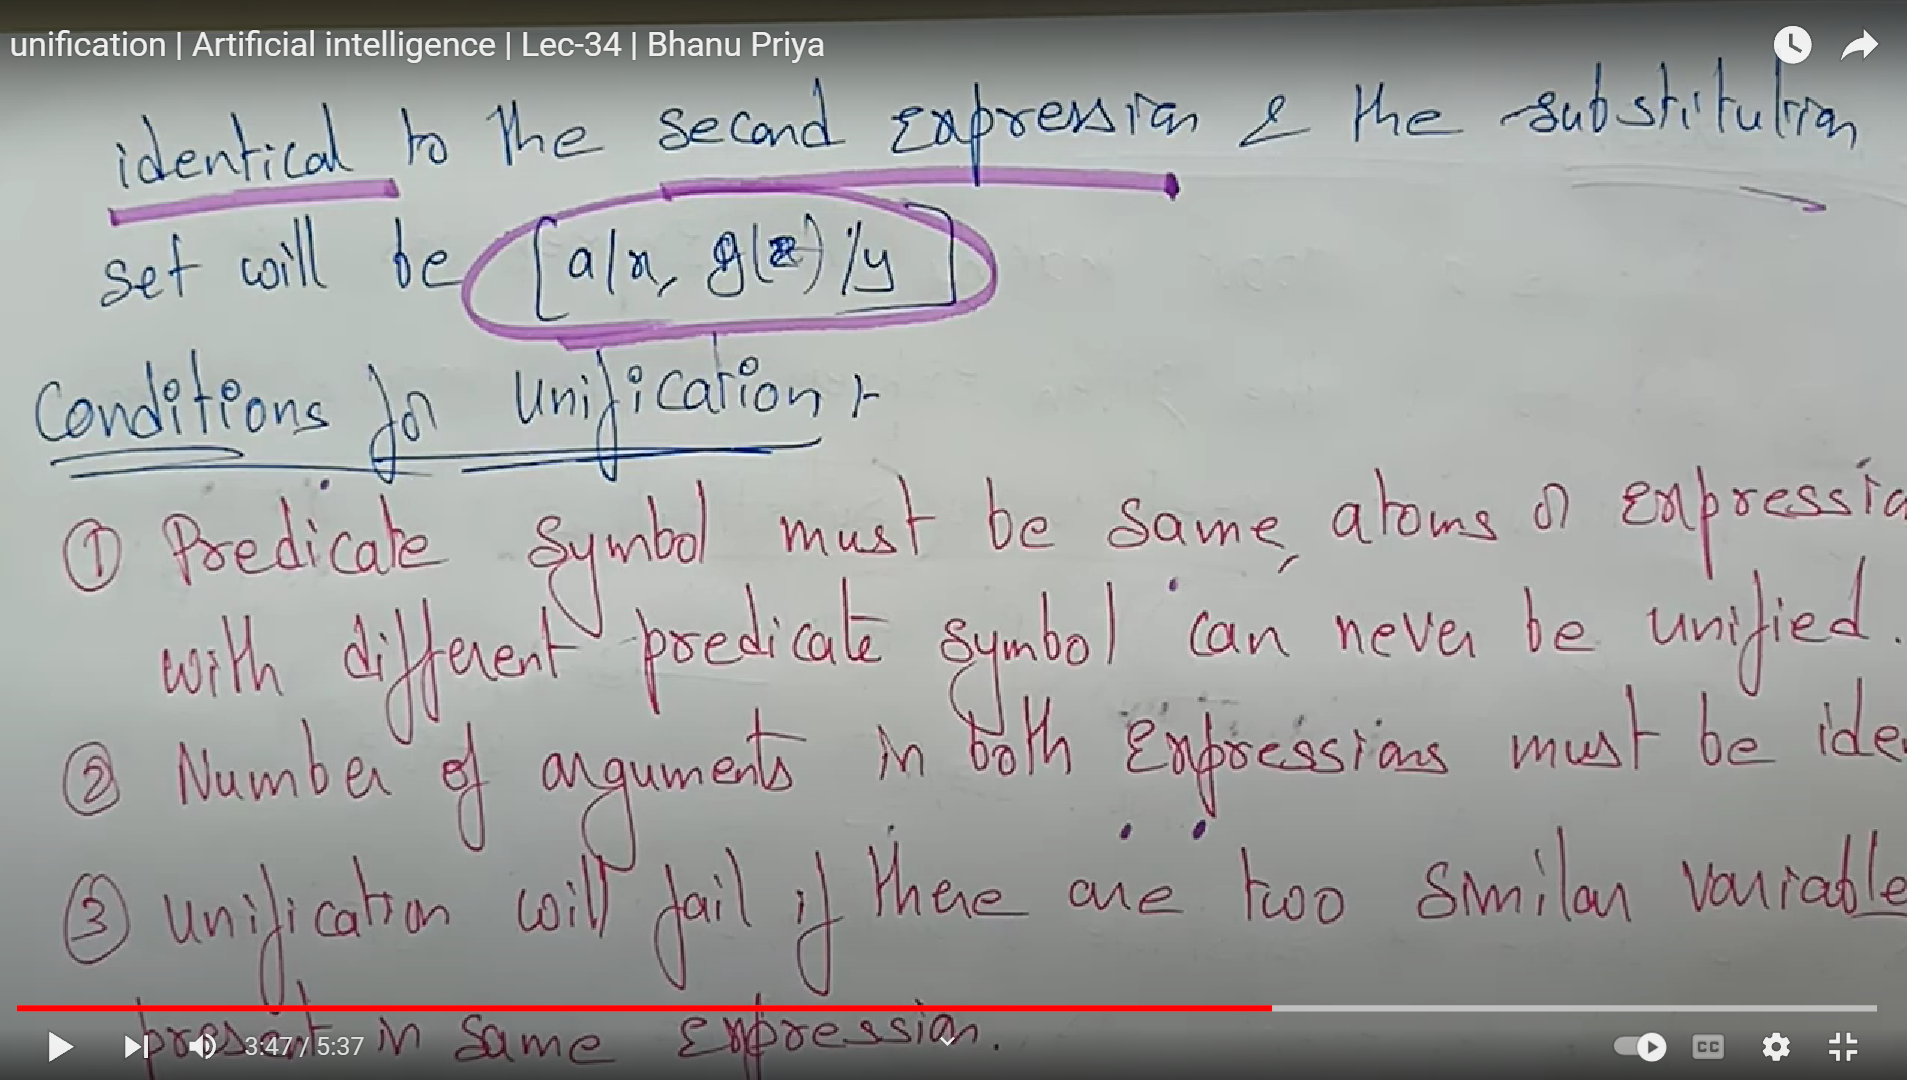 unification | Artificial intelligence | Lec-34 | Bhanu Priya
identical to the second expression & the substitution
set will be [a/x, g(z)/y]
Conditions for Unification :-
① Predicate symbol must be same, atoms or expressio
with different predicate symbol can never be unified.
② Number of arguments in both Expressions must be ide
③ unification will fail if there are two similar variable
present in same expression.
3:47 / 5:37
CC